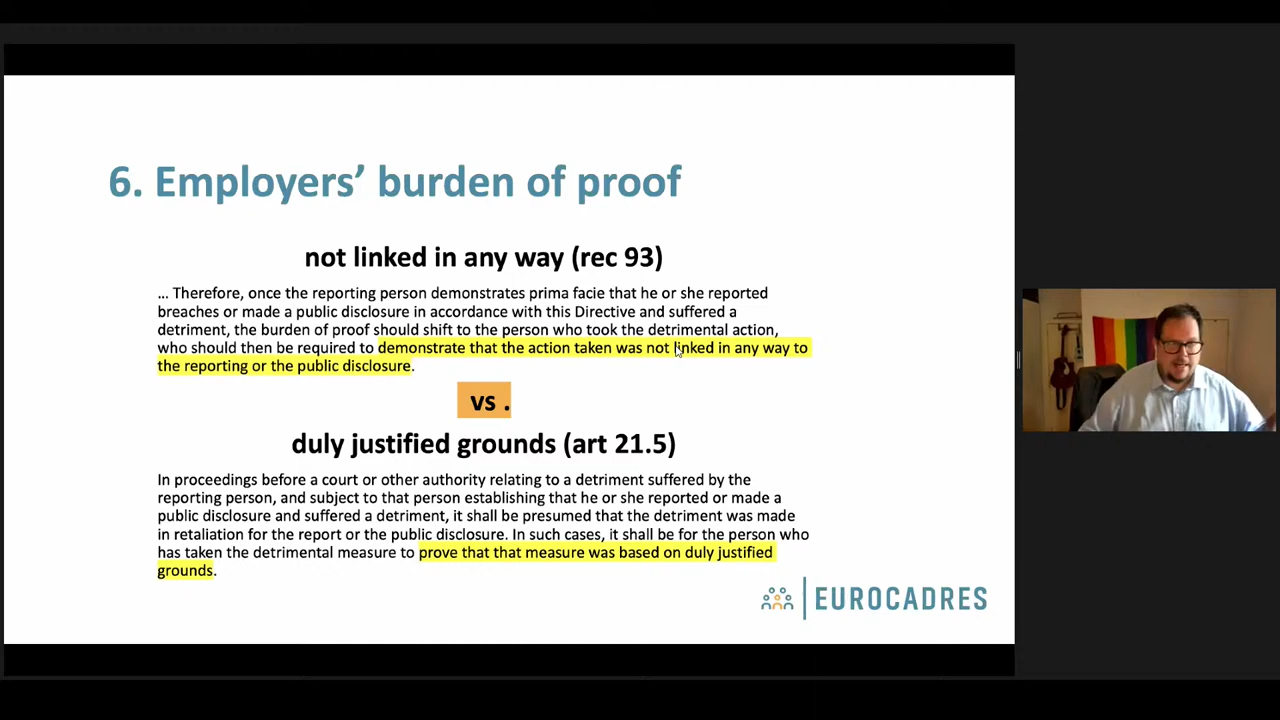 6. Employers’ burden of proof
not linked in any way (rec 93)
... Therefore, once the reporting person demonstrates prima facie that he or she reported
breaches or made a public disclosure in accordance with this Directive and suffered a
detriment, the burden of proof should shift to the person who took the detrimental action,
who should then be required to demonstrate that the action taken was not linked in any way to
the reporting or the public disclosure.
vs .
duly justified grounds (art 21.5)
In proceedings before a court or other authority relating to a detriment suffered by the
reporting person, and subject to that person establishing that he or she reported or made a
public disclosure and suffered a detriment, it shall be presumed that the detriment was made
in retaliation for the report or the public disclosure. In such cases, it shall be for the person who
has taken the detrimental measure to prove that that measure was based on duly justified
grounds.
EUROCADRES